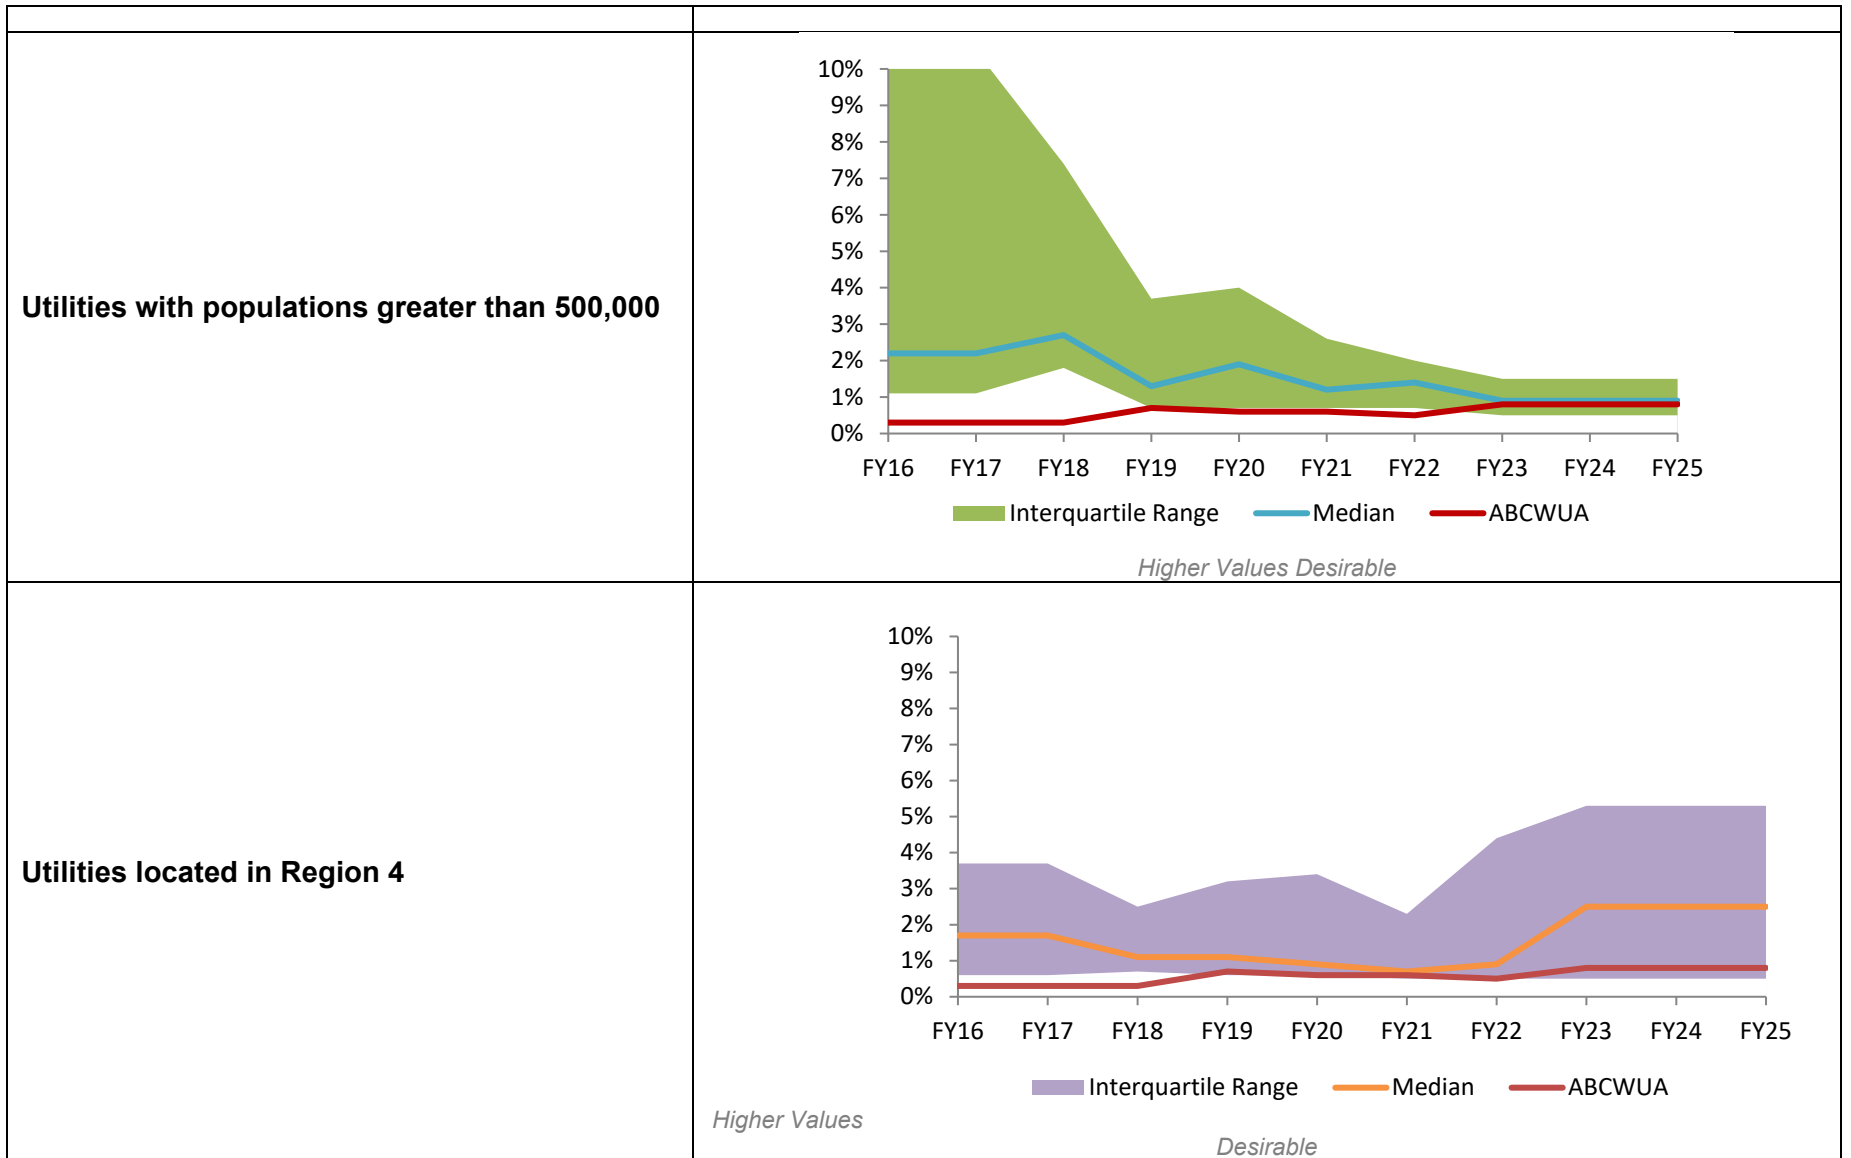 Utilities with populations greater than 500,000
10%
9%
8%
7%
6%
5%
4%
3%
2%
1%
0%
FY16 FY17 FY18 FY19 FY20 FY21 FY22 FY23 FY24 FY25
Interquartile Range Median ABCWUA
Higher Values Desirable
Utilities located in Region 4
10%
9%
8%
7%
6%
5%
4%
3%
2%
1%
0%
FY16 FY17 FY18 FY19 FY20 FY21 FY22 FY23 FY24 FY25
Interquartile Range Median ABCWUA
Higher Values
Desirable